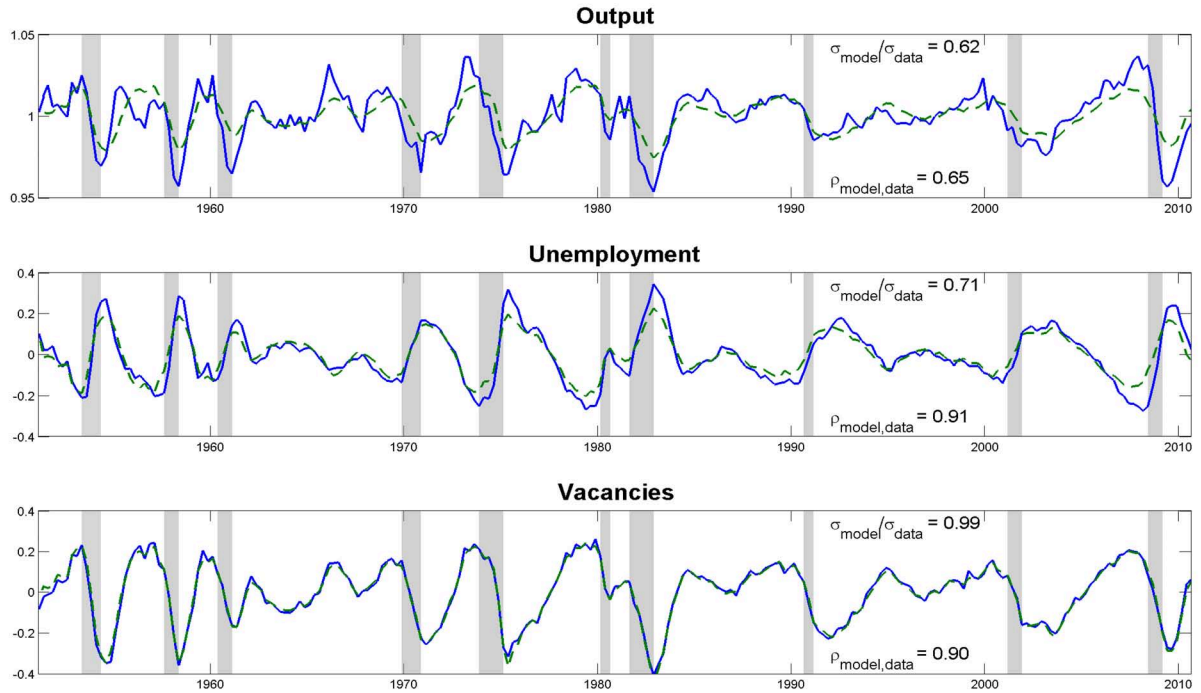 Output
1.05
1
0.95
σmodel/σdata = 0.62
ρmodel,data = 0.65
1960 1970 1980 1990 2000 2010
Unemployment
0.4
0.2
0
-0.2
-0.4
σmodel/σdata = 0.71
ρmodel,data = 0.91
1960 1970 1980 1990 2000 2010
Vacancies
0.4
0.2
0
-0.2
-0.4
σmodel/σdata = 0.99
ρmodel,data = 0.90
1960 1970 1980 1990 2000 2010